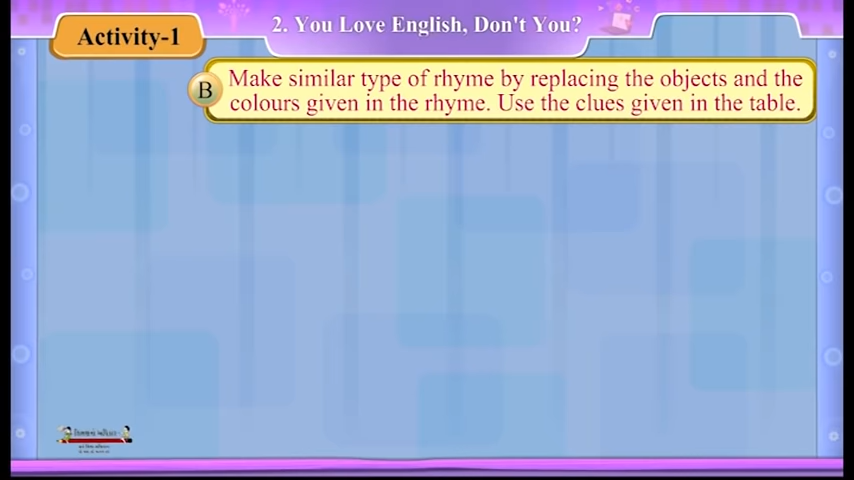 2. You Love English, Don't You?
Activity-1
B
Make similar type of rhyme by replacing the objects and the
colours given in the rhyme. Use the clues given in the table.